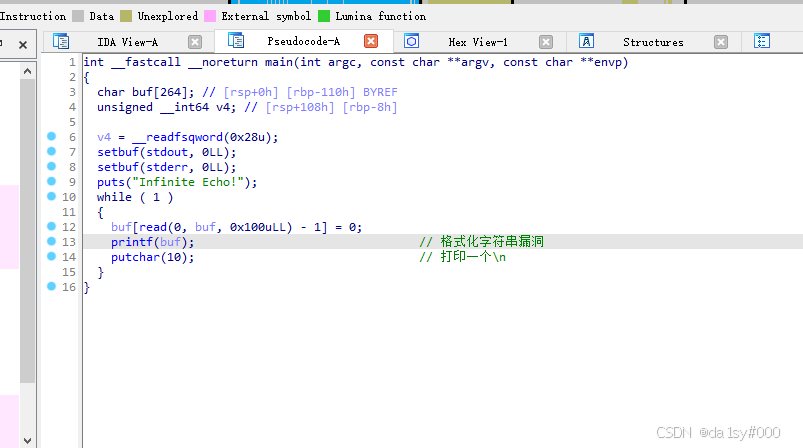 Instruction Data Unexplored External symbol Lumina function
IDA View-A Pseudocode-A Hex View-1 Structures
1 int __fastcall __noreturn main(int argc, const char **argv, const char **envp)
2 {
3 char buf[264]; // [rsp+0h] [rbp-110h] BYREF
4 unsigned __int64 v4; // [rsp+108h] [rbp-8h]
5
6 v4 = __readfsqword(0x28u);
7 setbuf(stdout, 0LL);
8 setbuf(stderr, 0LL);
9 puts("Infinite Echo!");
10 while ( 1 )
11 {
12 buf[read(0, buf, 0x100uLL) - 1] = 0;
13 printf(buf); // 格式化字符串漏洞
14 putchar(10); // 打印一个\n
15 }
16 }
CSDN @da1sy#000